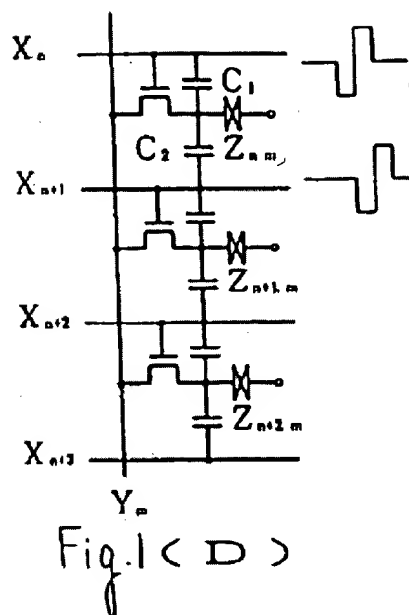 Xn
C1
C2
Zn m
Xn+1
Zn+1. m
Xn+2
Zn+2 m
Xn+3
Ym
Fig.1 ( D )